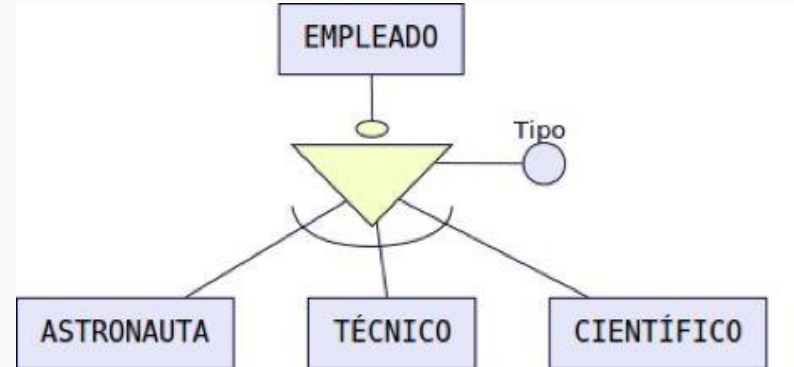 EMPLEADO
Tipo
ASTRONAUTA
TÉCNICO
CIENTÍFICO